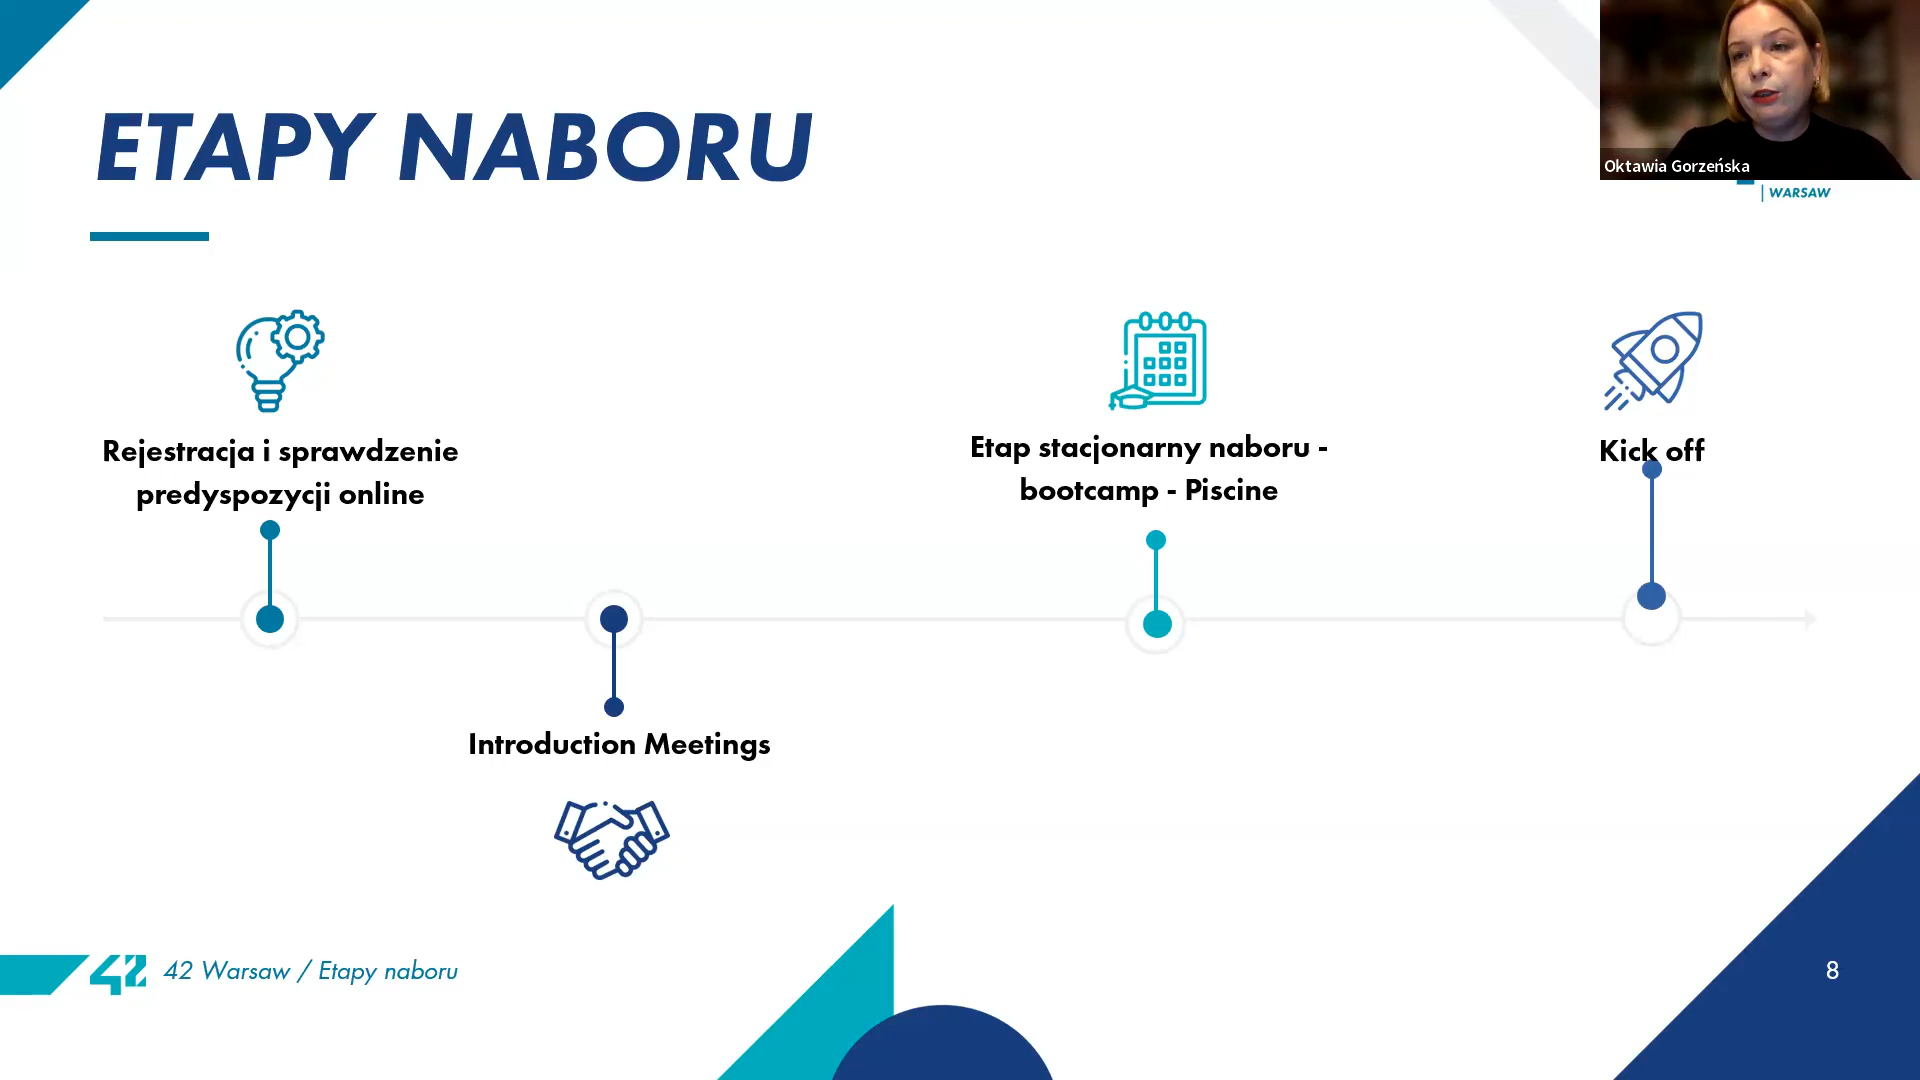 ETAPY NABORU
Oktawia Gorzeńska
| WARSAW
Rejestracja i sprawdzenie
predyspozycji online
Etap stacjonarny naboru -
bootcamp - Piscine
Kick off
Introduction Meetings
42
42 Warsaw / Etapy naboru
8